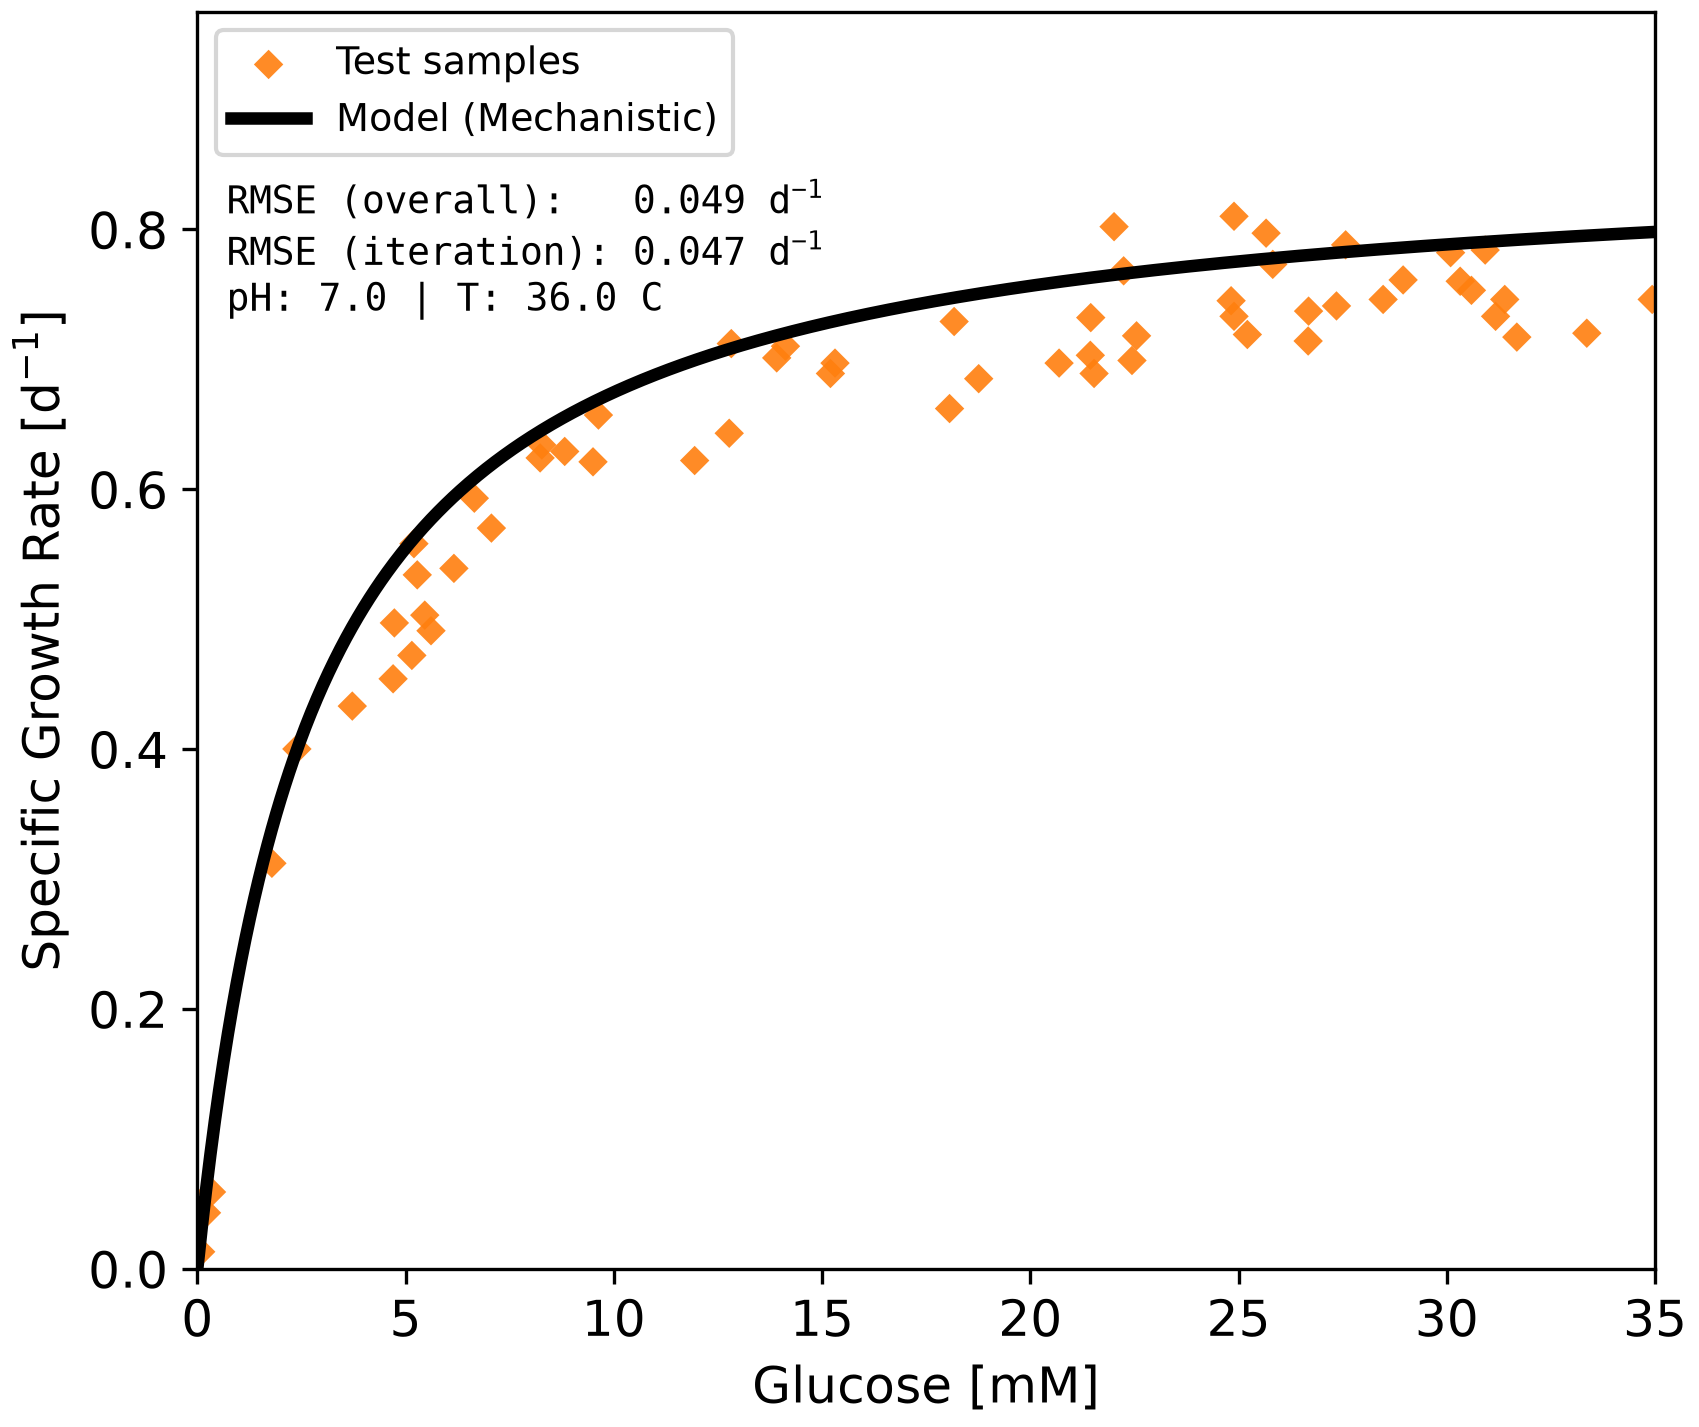 Test samples
Model (Mechanistic)
RMSE (overall):   0.049 d⁻¹
RMSE (iteration): 0.047 d⁻¹
pH: 7.0 | T: 36.0 C
Specific Growth Rate [d⁻¹]
0.8
0.6
0.4
0.2
0.0
0 5 10 15 20 25 30 35
Glucose [mM]